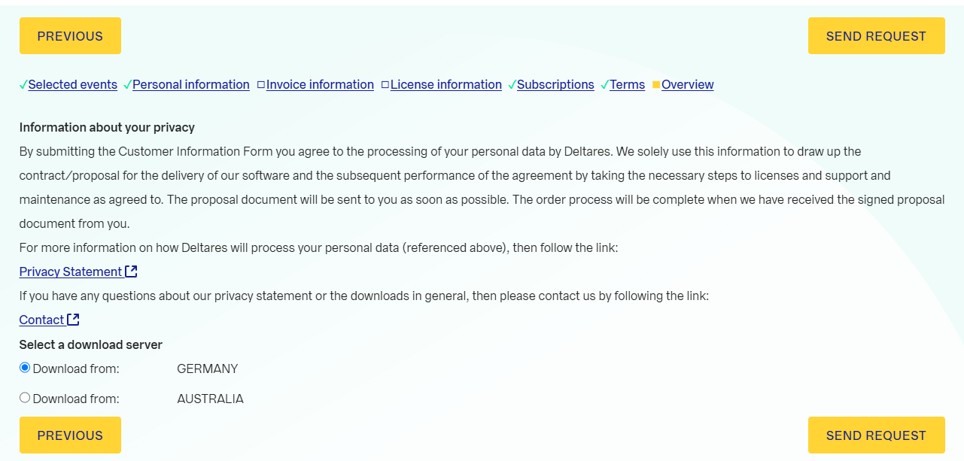 PREVIOUS SEND REQUEST
Selected events Personal information Invoice information License information Subscriptions Terms Overview
Information about your privacy
By submitting the Customer Information Form you agree to the processing of your personal data by Deltares. We solely use this information to draw up the
contract/proposal for the delivery of our software and the subsequent performance of the agreement by taking the necessary steps to licenses and support and
maintenance as agreed to. The proposal document will be sent to you as soon as possible. The order process will be complete when we have received the signed proposal
document from you.
For more information on how Deltares will process your personal data (referenced above), then follow the link:
Privacy Statement
If you have any questions about our privacy statement or the downloads in general, then please contact us by following the link:
Contact
Select a download server
Download from: GERMANY
Download from: AUSTRALIA
PREVIOUS SEND REQUEST